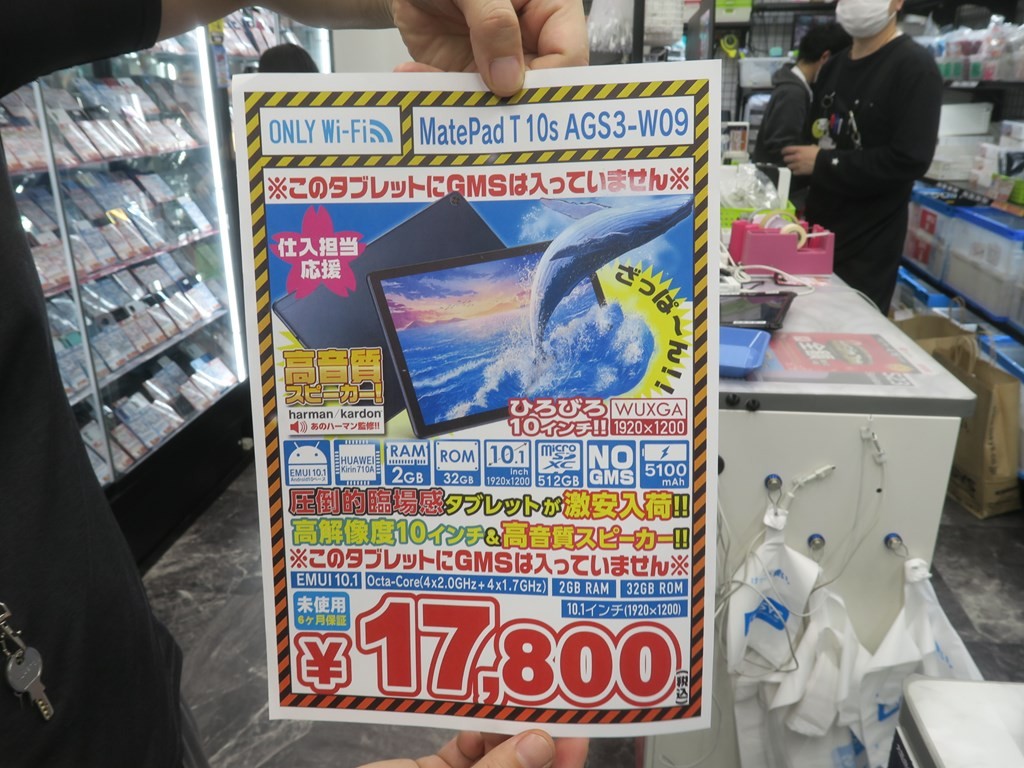 ONLY Wi-Fi
MatePad T 10s AGS3-W09
※このタブレットにGMSは入っていません※
仕入担当
応援
ざっぱ〜ん!!
高音質
スピーカー!
harman/kardon
あのハーマン監修!!
ひろびろ
10インチ!!
WUXGA
1920×1200
EMUI 10.1
HUAWEI
Kirin710A
RAM
2GB
ROM
32GB
10.1
inch
1920x1200
micro
SD
XC
512GB
NO
GMS
5100
mAh
圧倒的臨場感タブレットが激安入荷!!
高解像度10インチ&高音質スピーカー!!
※このタブレットにGMSは入っていません※
EMUI 10.1
Octa-Core(4x2.0GHz+4x1.7GHz)
2GB RAM
32GB ROM
10.1インチ(1920×1200)
未使用
6ヶ月保証
¥17,800(税込)